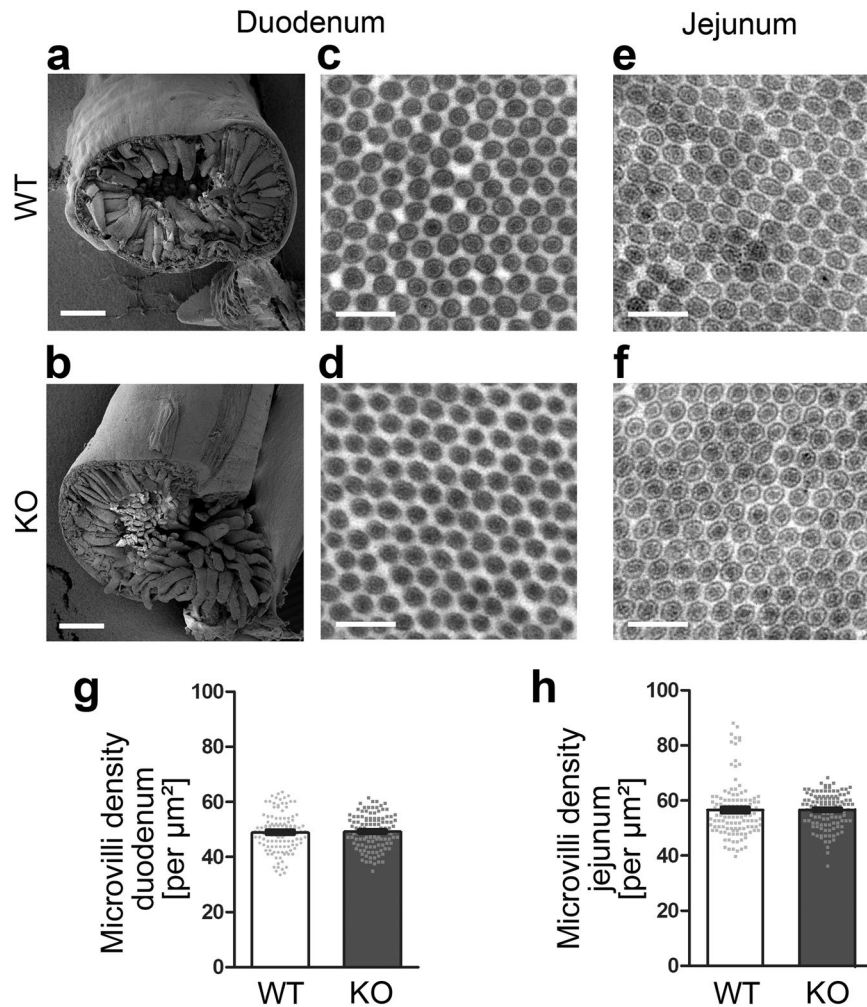 Duodenum
Jejunum
a
c
e
WT
b
d
f
KO
g
h
Microvilli density
duodenum
[per µm²]
100
80
60
40
20
0
WT
KO
Microvilli density
jejunum
[per µm²]
100
80
60
40
20
0
WT
KO